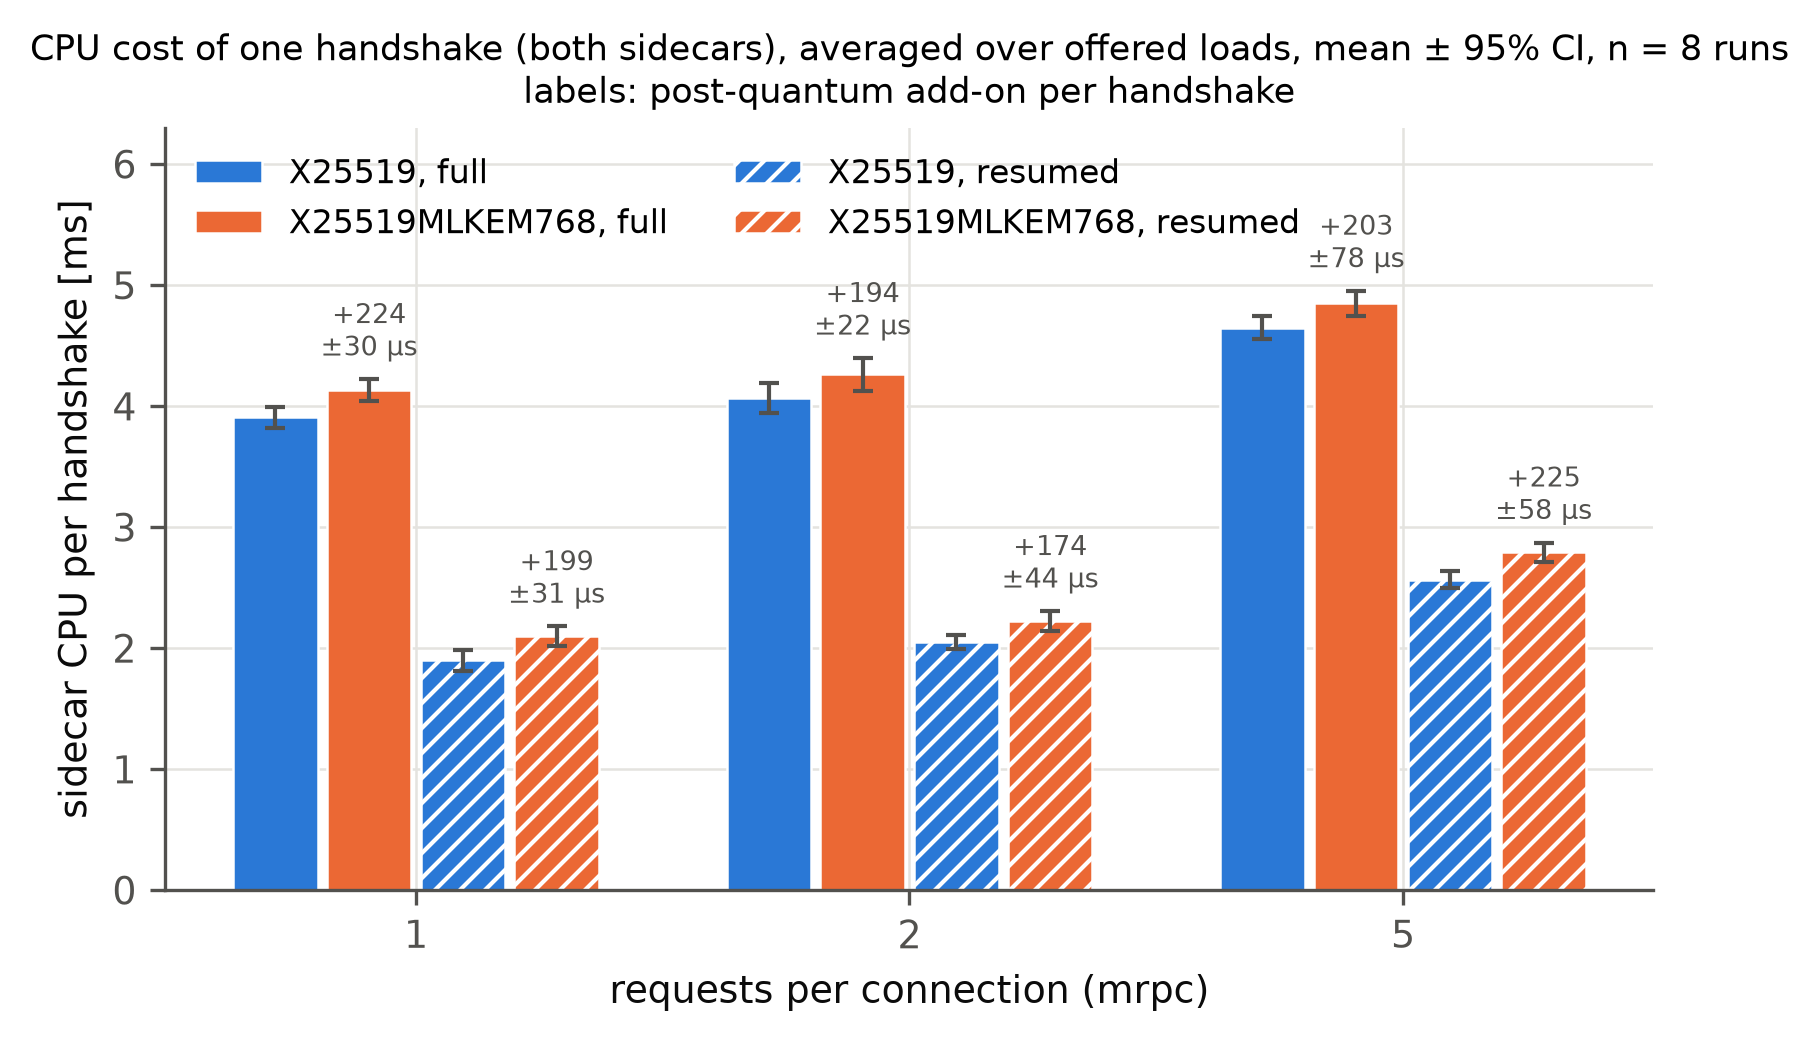 CPU cost of one handshake (both sidecars), averaged over offered loads, mean ± 95% CI, n = 8 runs
labels: post-quantum add-on per handshake
X25519, full
X25519MLKEM768, full
X25519, resumed
X25519MLKEM768, resumed
sidecar CPU per handshake [ms]
6
5
4
3
2
1
0
+224
±30 µs
+199
±31 µs
+194
±22 µs
+174
±44 µs
+203
±78 µs
+225
±58 µs
1
2
5
requests per connection (mrpc)